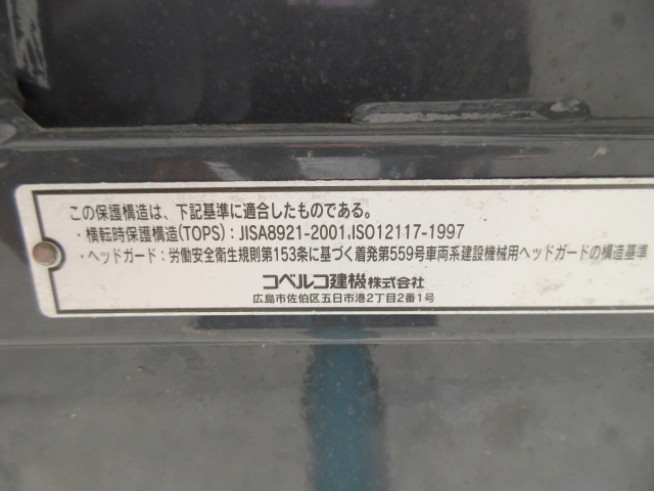 この保護構造は、下記基準に適合したものである。
・横転時保護構造(TOPS)：JISA8921-2001,ISO12117-1997
・ヘッドガード：労働安全衛生規則第153条に基づく着発第559号車両系建設機械用ヘッドガードの構造基準
コベルコ建機株式会社
広島市佐伯区五日市港2丁目2番1号